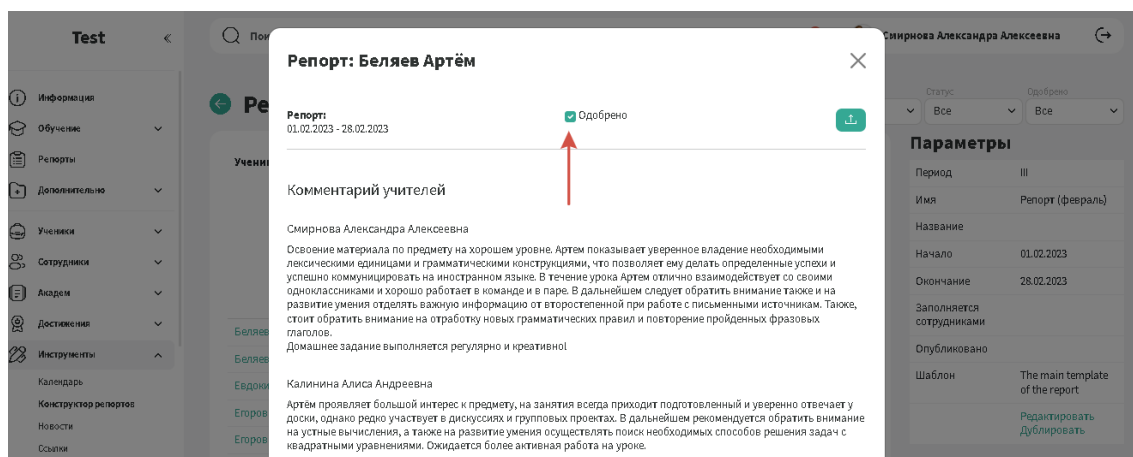 Test
«
Смирнова Александра Алексеевна
Информация
Обучение
Репорты
Дополнительно
Ученики
Сотрудники
Академ
Достижения
Инструменты
Календарь
Конструктор репортов
Новости
Ссылки
Репорт: Беляев Артём
Репорт:
01.02.2023 - 28.02.2023
Одобрено
Комментарий учителей
Смирнова Александра Алексеевна
Освоение материала по предмету на хорошем уровне. Артем показывает уверенное владение необходимыми
лексическими единицами и грамматическими конструкциями, что позволяет ему делать определенные успехи и
успешно коммуницировать на иностранном языке. В течение урока Артем отлично взаимодействует со своими
одноклассниками и хорошо работает в команде и в паре. В дальнейшем следует обратить внимание также и на
развитие умения отделять важную информацию от второстепенной при работе с письменными источникам. Также,
стоит обратить внимание на отработку новых грамматических правил и повторение пройденных фразовых
глаголов.
Домашнее задание выполняется регулярно и креативно!
Калинина Алиса Андреевна
Артём проявляет большой интерес к предмету, на занятия всегда приходит подготовленный и уверенно отвечает у
доски, однако редко участвует в дискуссиях и групповых проектах. В дальнейшем рекомендуется обратить внимание
на устные вычисления, а также на развитие умения осуществлять поиск необходимых способов решения задач с
квадратными уравнениями. Ожидается более активная работа на уроке.
Статус
Одобрено
Все
Все
Параметры
Период III
Имя Репорт (февраль)
Название
Начало 01.02.2023
Окончание 28.02.2023
Заполняется
сотрудниками
Опубликовано
Шаблон The main template
of the report
Редактировать
Дублировать